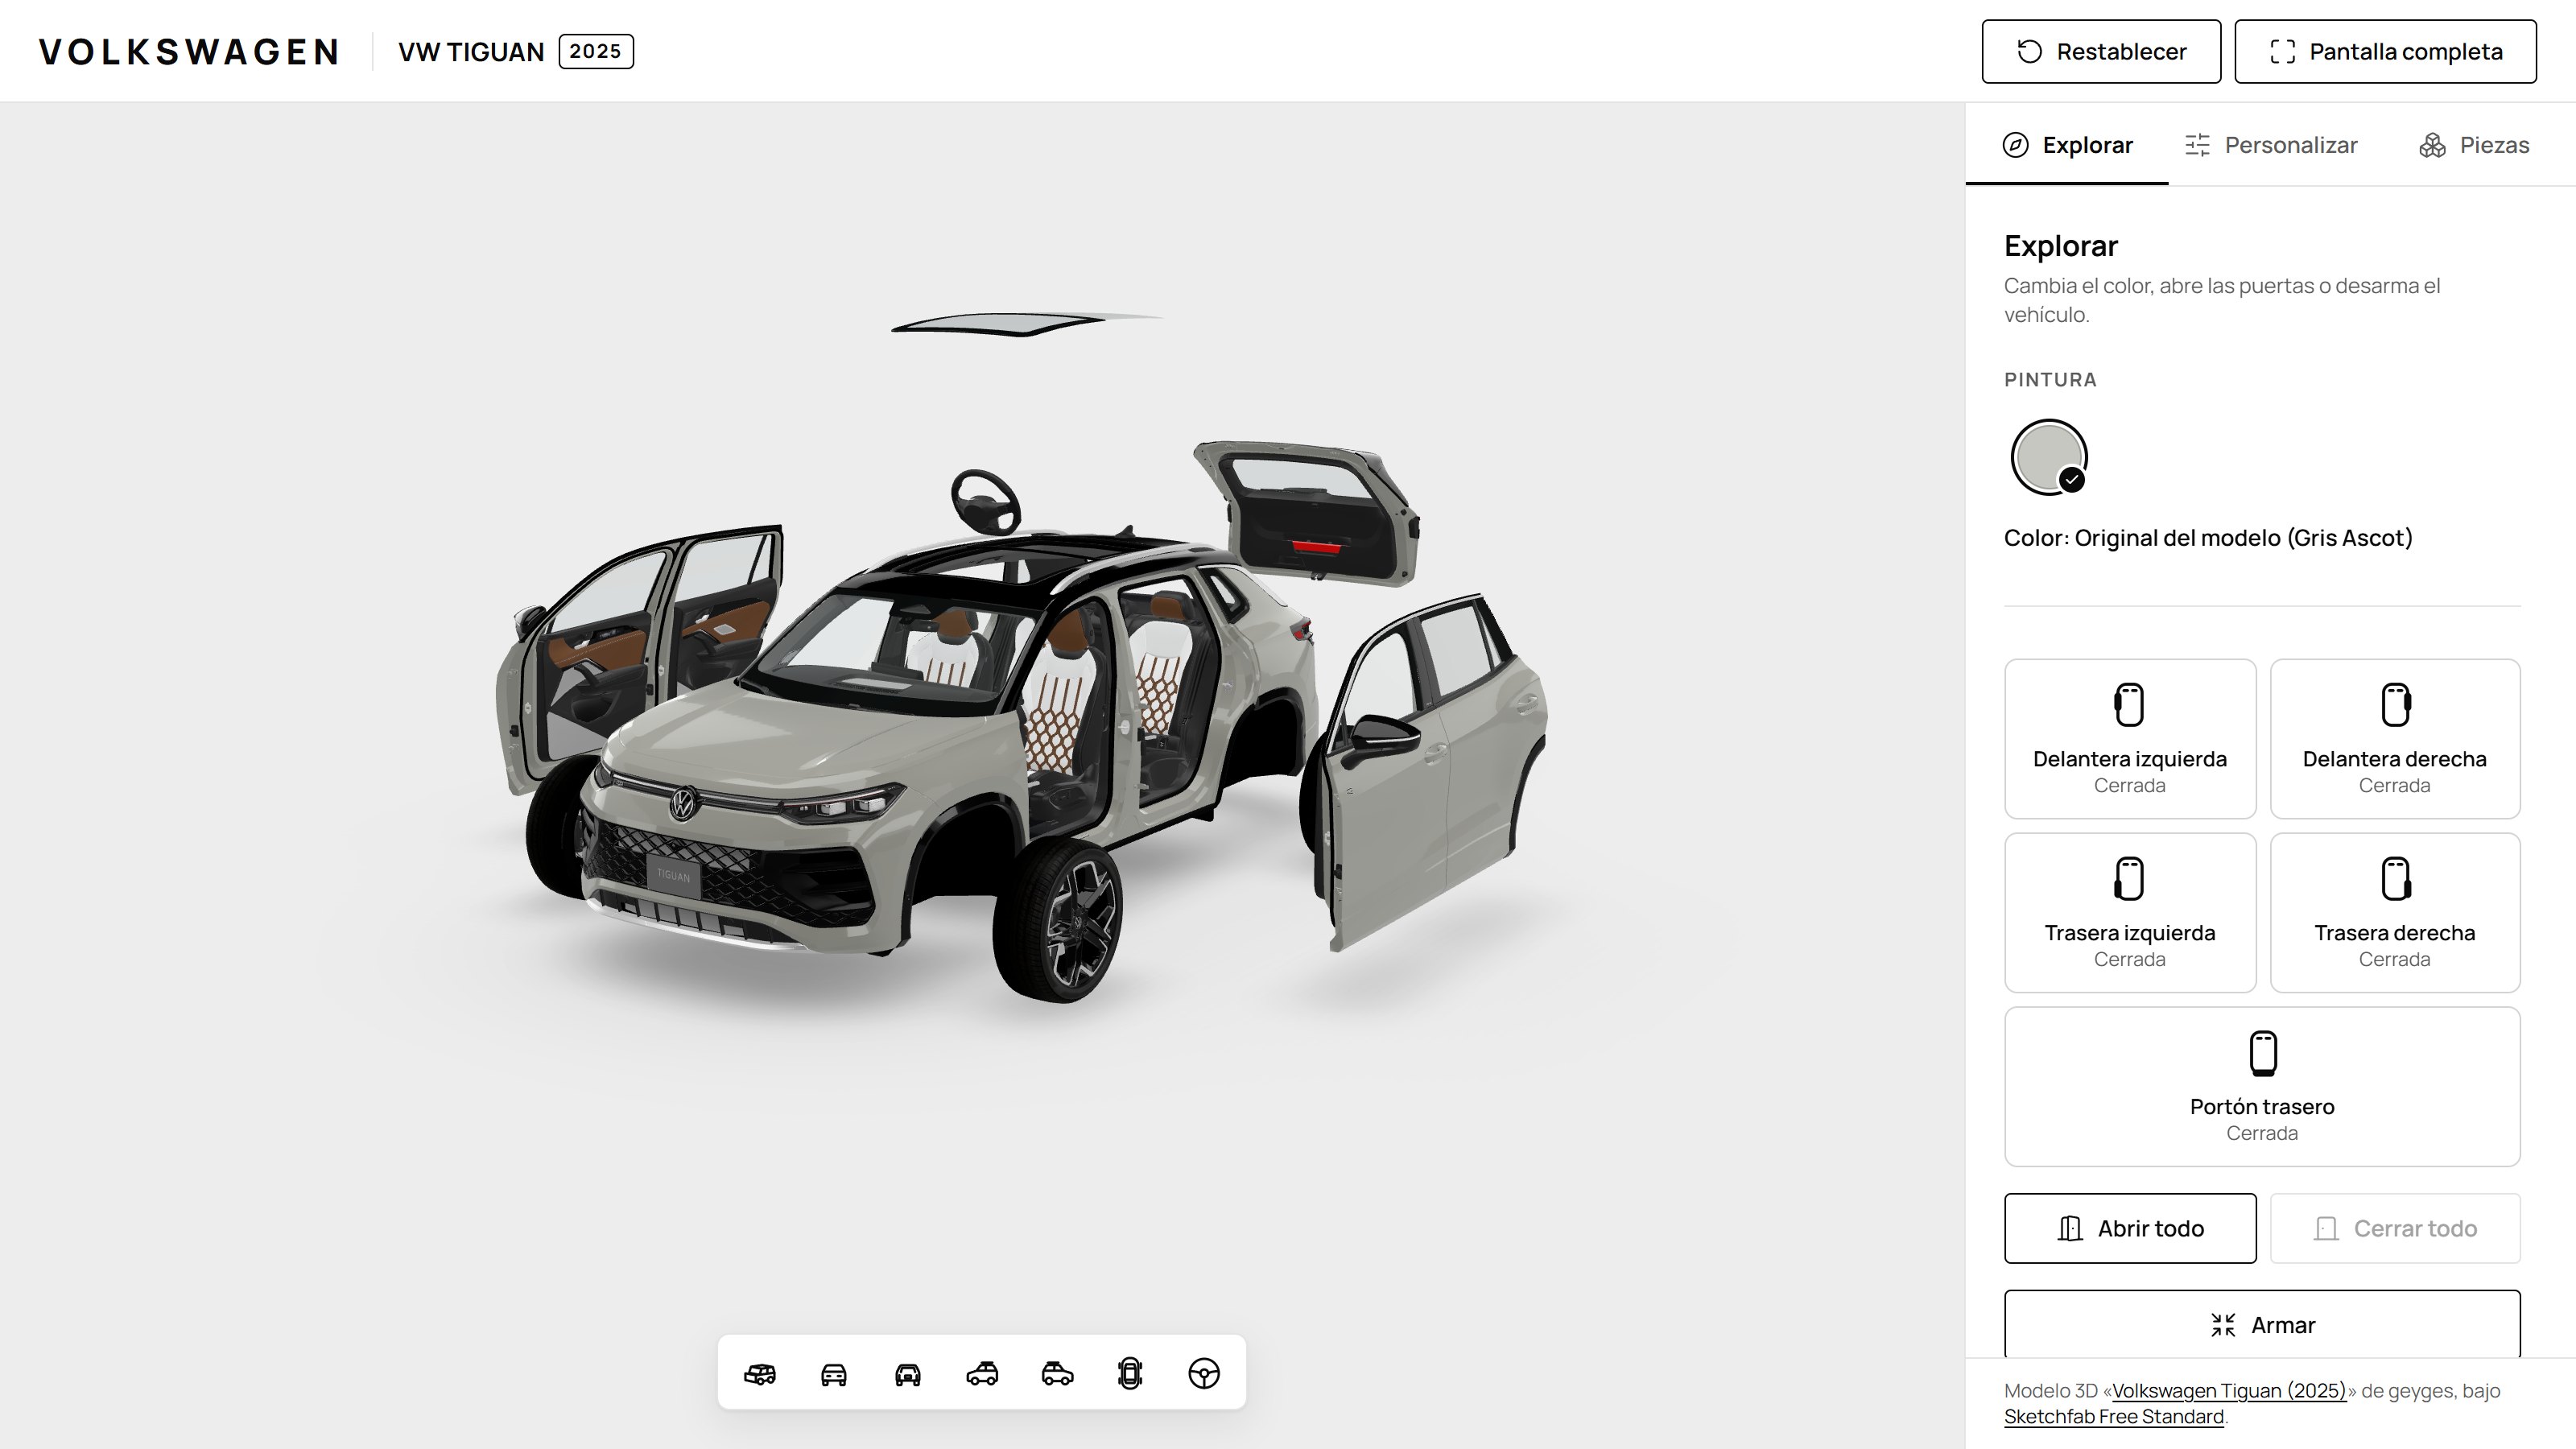 VOLKSWAGEN
VW TIGUAN
2025
Restablecer
Pantalla completa
Explorar
Personalizar
Piezas
Explorar
Cambia el color, abre las puertas o desarma el
vehículo.
PINTURA
Color: Original del modelo (Gris Ascot)
Delantera izquierda
Cerrada
Delantera derecha
Cerrada
Trasera izquierda
Cerrada
Trasera derecha
Cerrada
Portón trasero
Cerrada
Abrir todo
Cerrar todo
Armar
TIGUAN
Modelo 3D «Volkswagen Tiguan (2025)» de geyges, bajo
Sketchfab Free Standard.